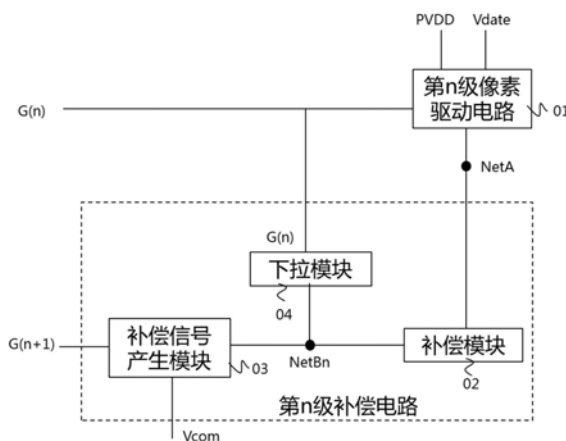 PVDD Vdate
第n级像素
驱动电路
01
G(n)
NetA
G(n)
下拉模块
04
G(n+1)
补偿信号
产生模块
03
NetBn
补偿模块
02
第n级补偿电路
Vcom